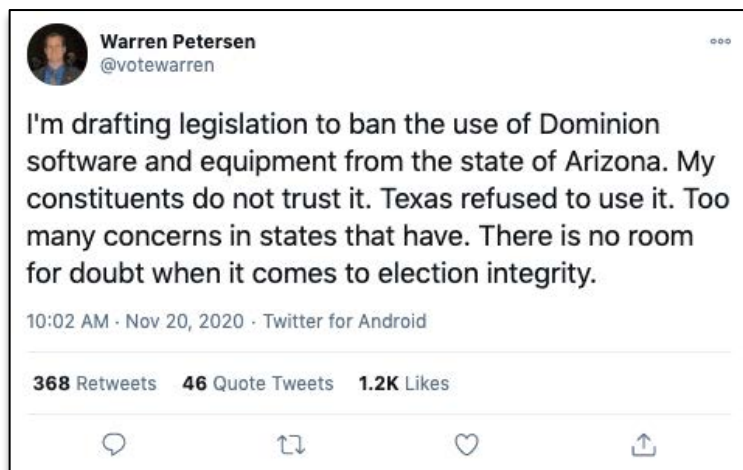 Warren Petersen
@votewarren
I'm drafting legislation to ban the use of Dominion
software and equipment from the state of Arizona. My
constituents do not trust it. Texas refused to use it. Too
many concerns in states that have. There is no room
for doubt when it comes to election integrity.
10:02 AM · Nov 20, 2020 · Twitter for Android
368 Retweets 46 Quote Tweets 1.2K Likes